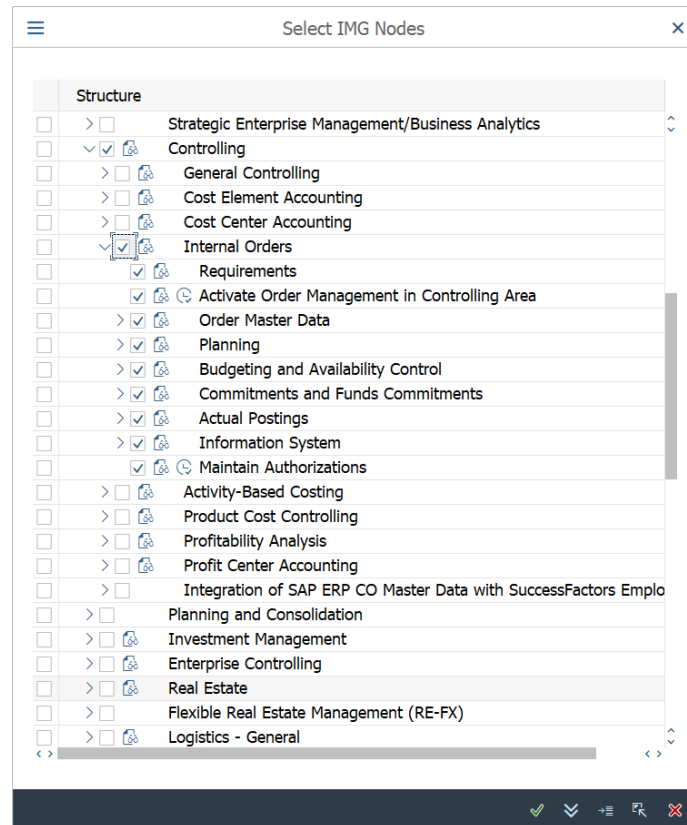 Select IMG Nodes
Structure
Strategic Enterprise Management/Business Analytics
Controlling
General Controlling
Cost Element Accounting
Cost Center Accounting
Internal Orders
Requirements
Activate Order Management in Controlling Area
Order Master Data
Planning
Budgeting and Availability Control
Commitments and Funds Commitments
Actual Postings
Information System
Maintain Authorizations
Activity-Based Costing
Product Cost Controlling
Profitability Analysis
Profit Center Accounting
Integration of SAP ERP CO Master Data with SuccessFactors Emplo
Planning and Consolidation
Investment Management
Enterprise Controlling
Real Estate
Flexible Real Estate Management (RE-FX)
Logistics - General